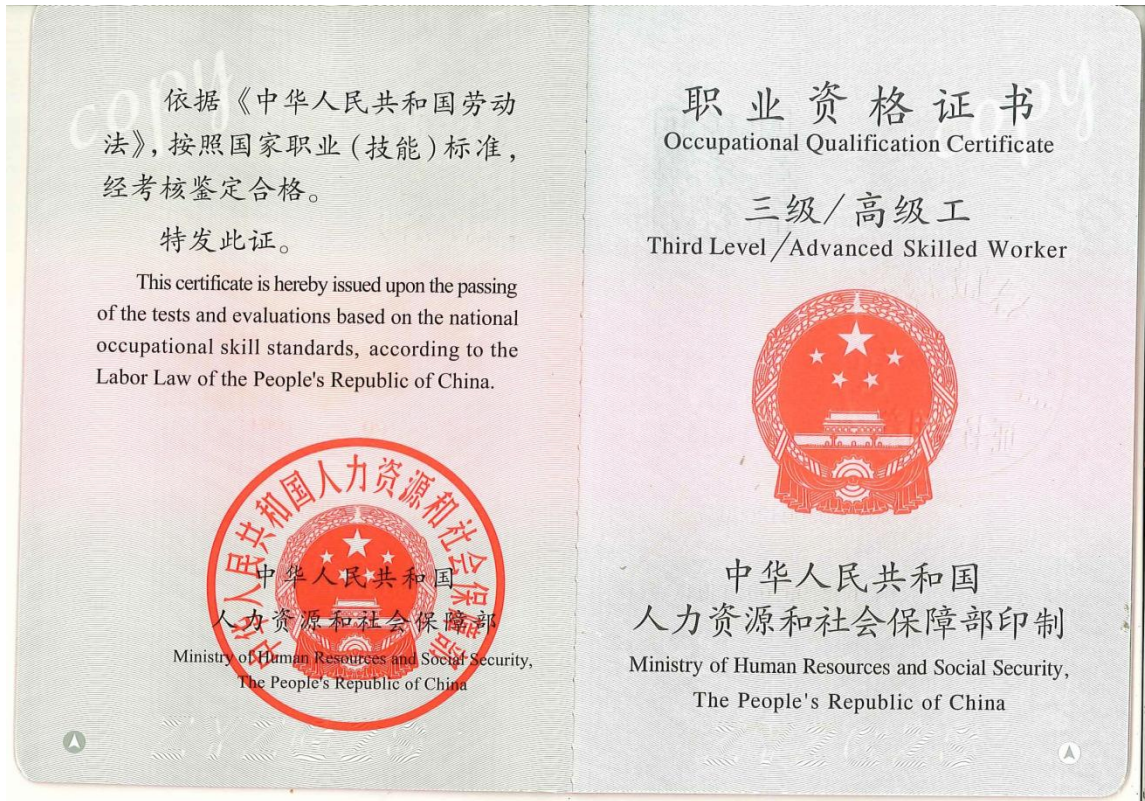 copy
依据《中华人民共和国劳动
法》，按照国家职业(技能)标准，
经考核鉴定合格。
特发此证。
This certificate is hereby issued upon the passing
of the tests and evaluations based on the national
occupational skill standards, according to the
Labor Law of the People's Republic of China.
中华人民共和国人力资源和社会保障部
中华人民共和国
人力资源和社会保障部
Ministry of Human Resources and Social Security,
The People's Republic of China
copy
职业资格证书
Occupational Qualification Certificate
三级/高级工
Third Level/Advanced Skilled Worker
中华人民共和国
人力资源和社会保障部印制
Ministry of Human Resources and Social Security,
The People's Republic of China